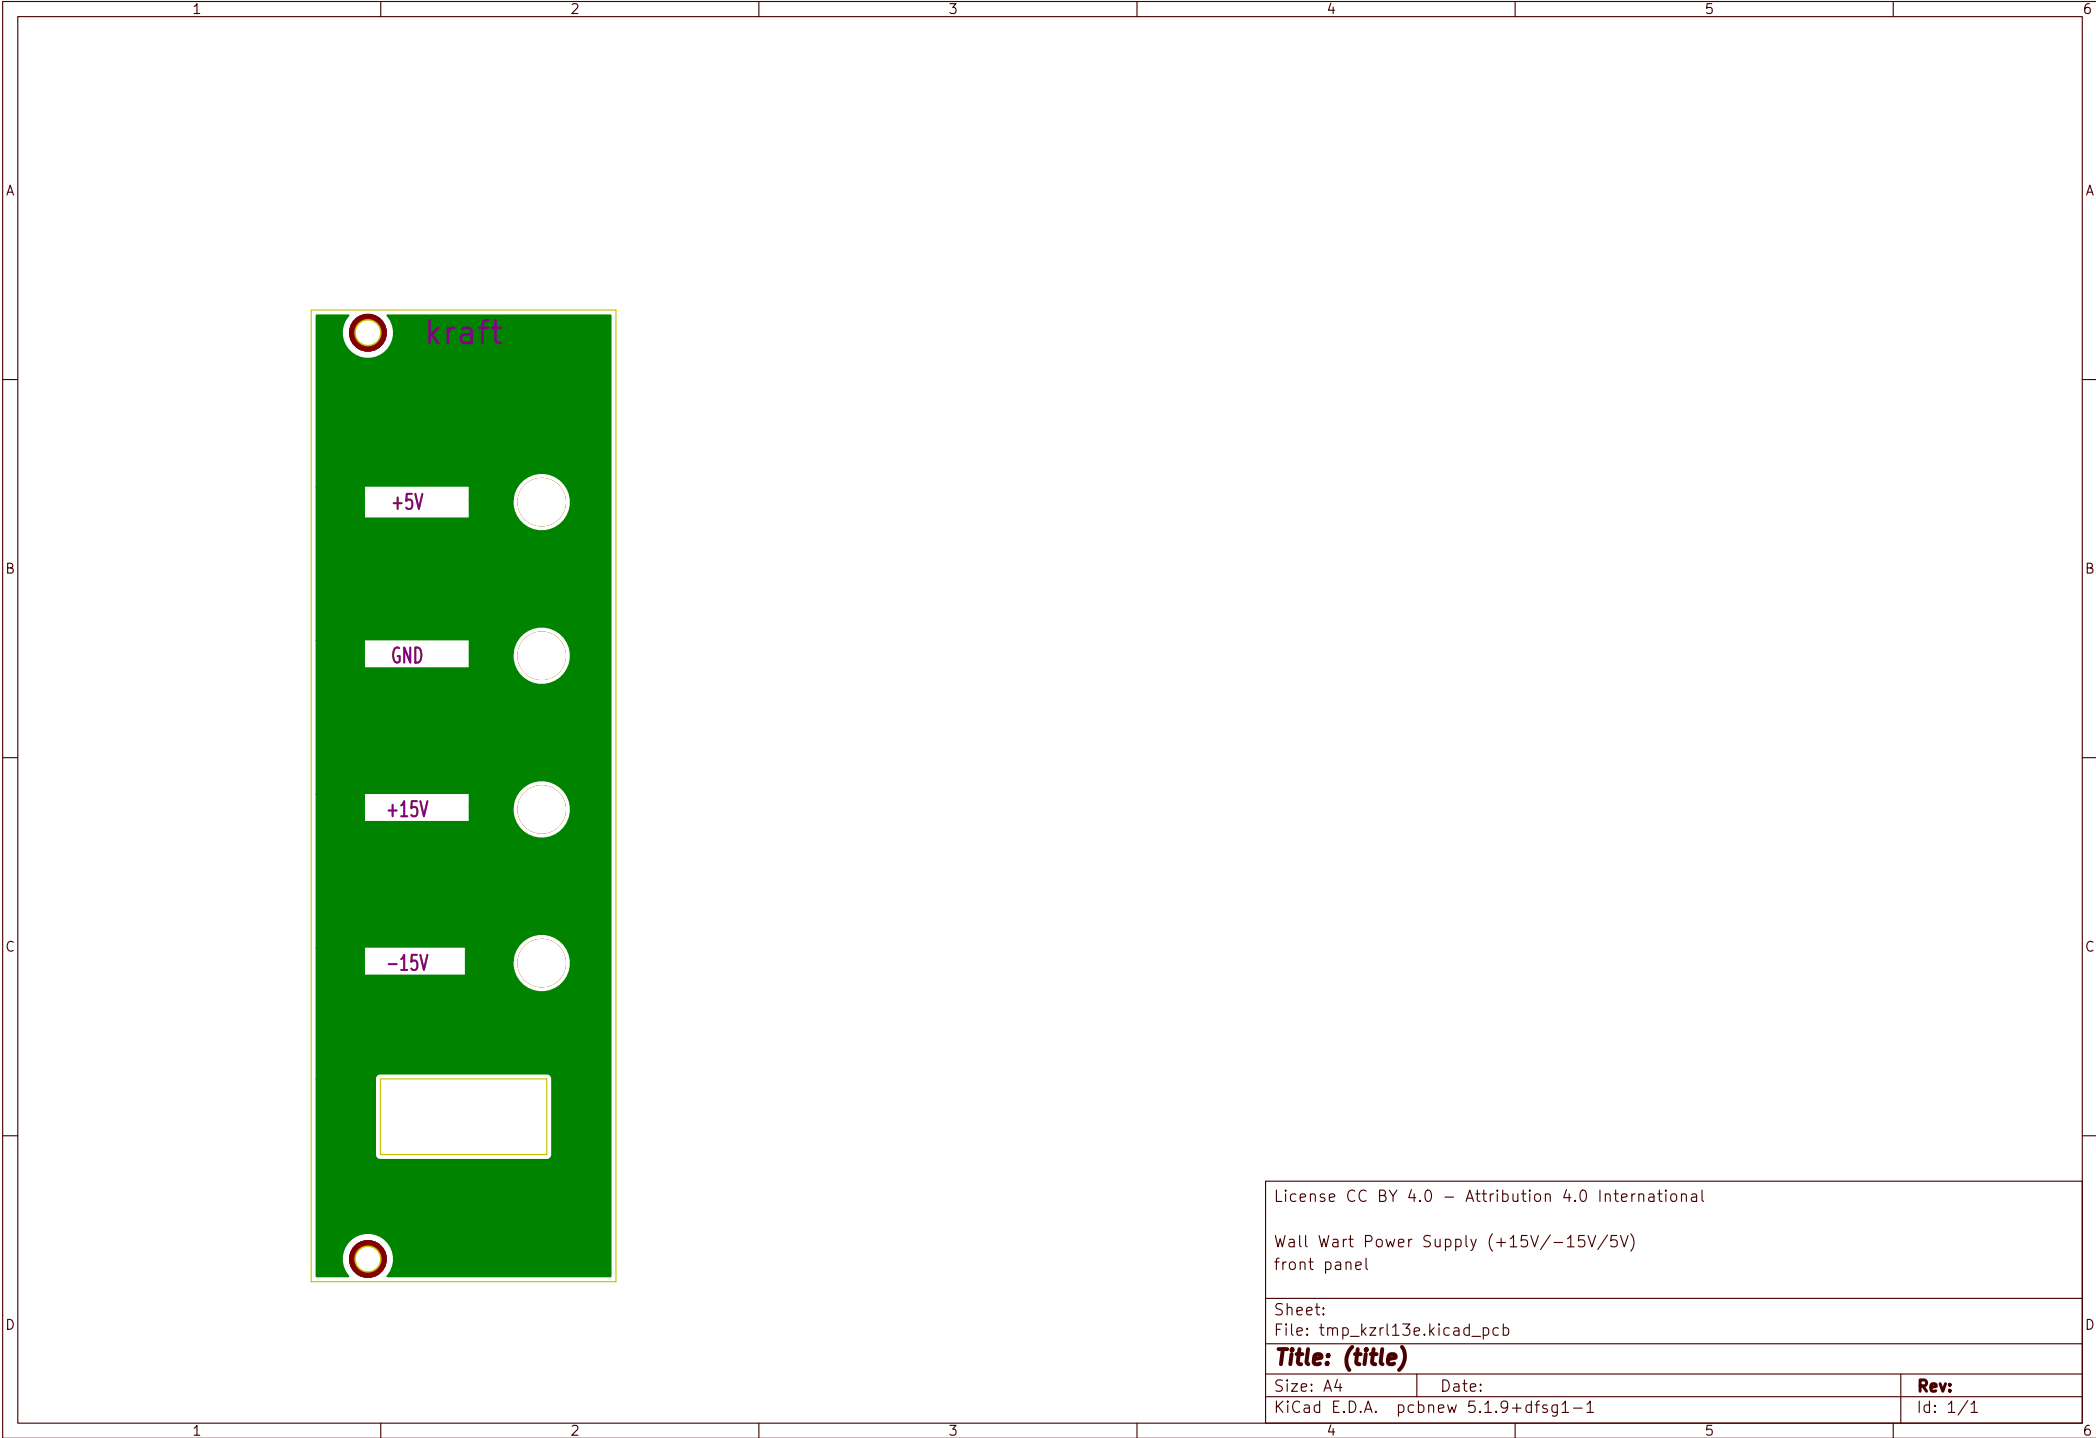 1 2 3 4 5 6
A A
kraft
+5V
B B
GND
+15V
C C
-15V
License CC BY 4.0 - Attribution 4.0 International
Wall Wart Power Supply (+15V/-15V/5V)
front panel
Sheet:
File: tmp_kzrl13e.kicad_pcb
D D
Title: (title)
Size: A4 Date: Rev:
KiCad E.D.A. pcbnew 5.1.9+dfsg1-1 Id: 1/1
1 2 3 4 5 6